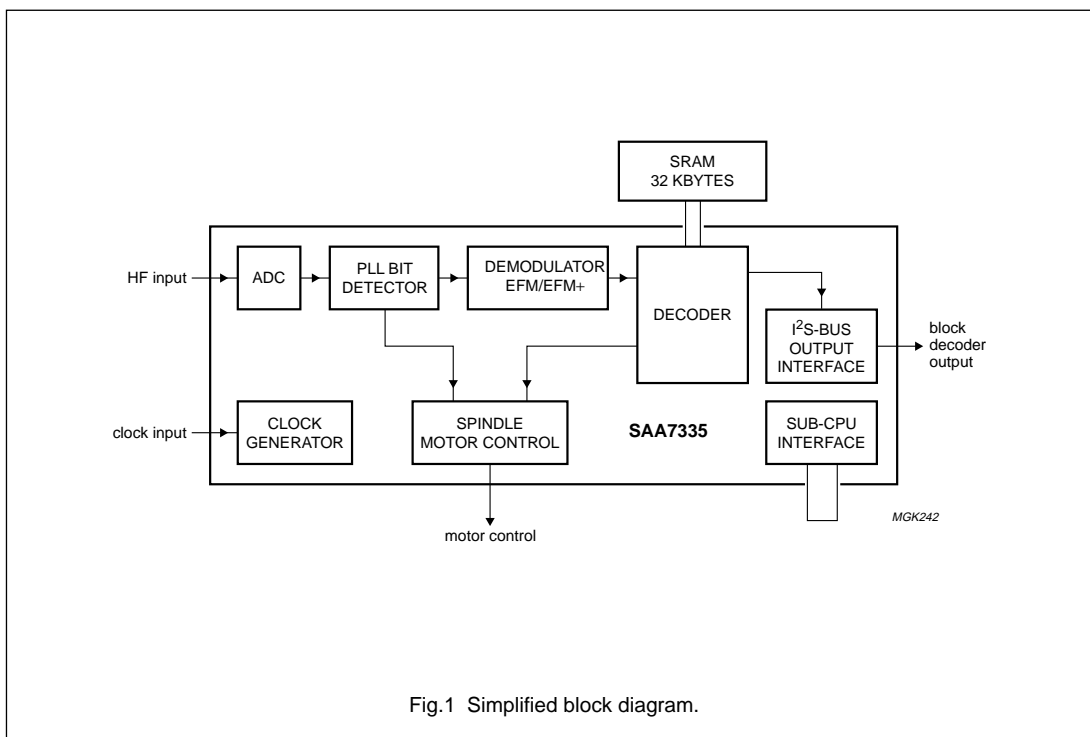 SRAM
32 KBYTES
HF input
ADC
PLL BIT
DETECTOR
DEMODULATOR
EFM/EFM+
DECODER
I²S-BUS
OUTPUT
INTERFACE
block
decoder
output
clock input
CLOCK
GENERATOR
SPINDLE
MOTOR CONTROL
SAA7335
SUB-CPU
INTERFACE
MGK242
motor control
Fig.1 Simplified block diagram.